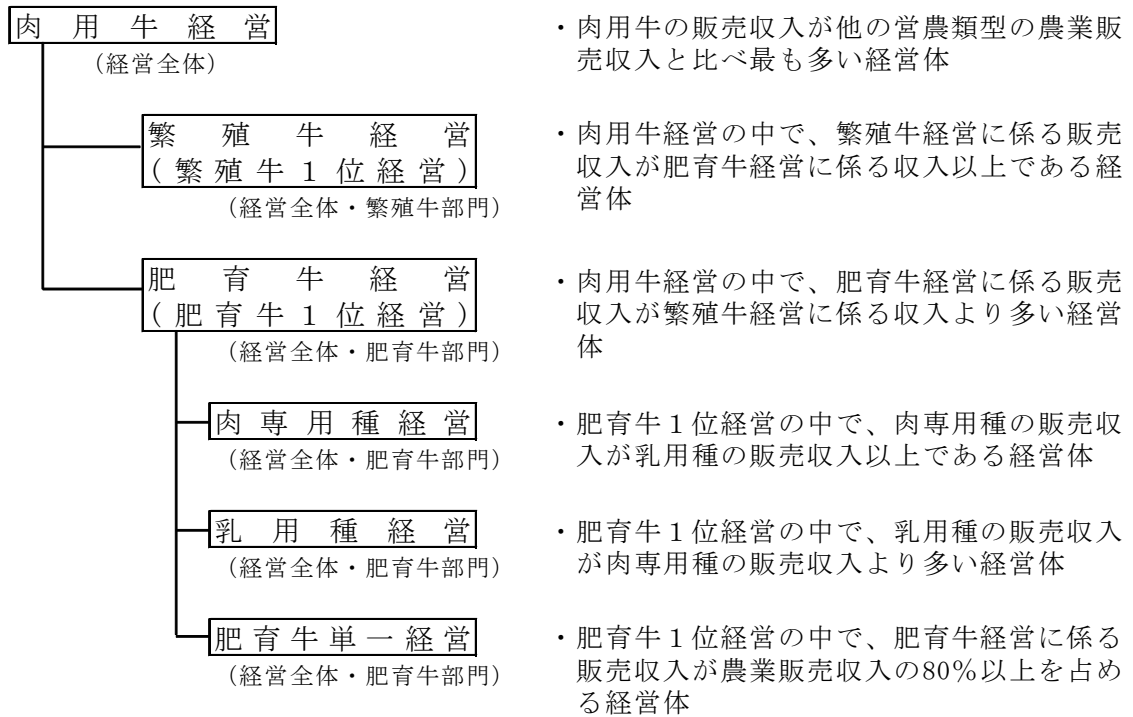 肉用牛経営
(経営全体)
・肉用牛の販売収入が他の営農類型の農業販
売収入と比べ最も多い経営体
繁殖牛経営
(繁殖牛１位経営)
(経営全体・繁殖牛部門)
・肉用牛経営の中で、繁殖牛経営に係る販売
収入が肥育牛経営に係る収入以上である経
営体
肥育牛経営
(肥育牛１位経営)
(経営全体・肥育牛部門)
・肉用牛経営の中で、肥育牛経営に係る販売
収入が繁殖牛経営に係る収入より多い経営
体
肉専用種経営
(経営全体・肥育牛部門)
・肥育牛１位経営の中で、肉専用種の販売収
入が乳用種の販売収入以上である経営体
乳用種経営
(経営全体・肥育牛部門)
・肥育牛１位経営の中で、乳用種の販売収入
が肉専用種の販売収入より多い経営体
肥育牛単一経営
(経営全体・肥育牛部門)
・肥育牛１位経営の中で、肥育牛経営に係る
販売収入が農業販売収入の80％以上を占め
る経営体